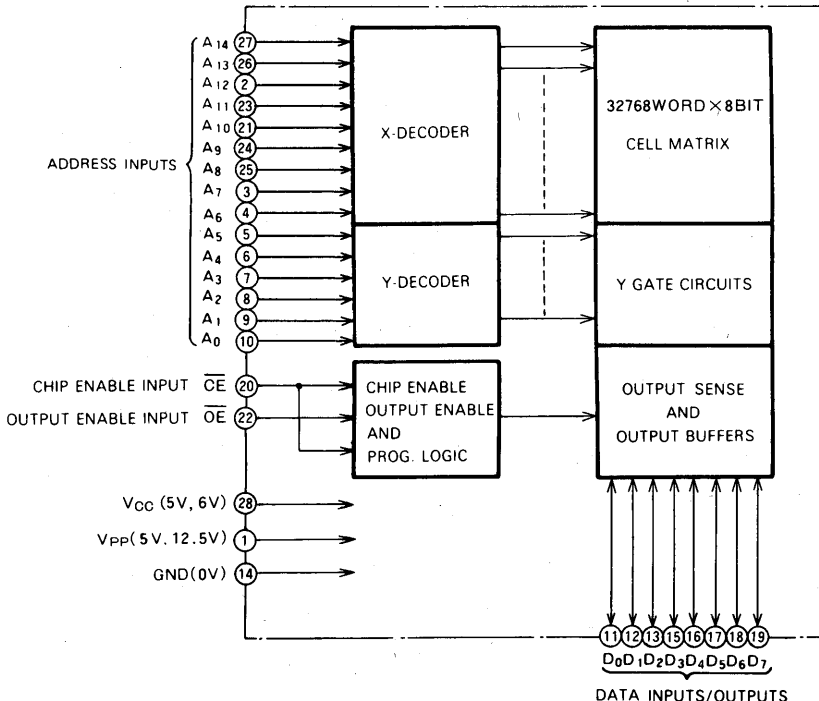 A14 27
A13 26
A12 2
A11 23
A10 21
A9 24
A8 25
A7 3
A6 4
A5 5
A4 6
A3 7
A2 8
A1 9
A0 10
ADDRESS INPUTS
X-DECODER
32768WORD×8BIT
CELL MATRIX
Y-DECODER
Y GATE CIRCUITS
CHIP ENABLE INPUT C̅E̅ 20
OUTPUT ENABLE INPUT O̅E̅ 22
CHIP ENABLE
OUTPUT ENABLE
AND
PROG. LOGIC
OUTPUT SENSE
AND
OUTPUT BUFFERS
VCC (5V, 6V) 28
VPP(5V, 12.5V) 1
GND(0V) 14
11 12 13 15 16 17 18 19
D0 D1 D2 D3 D4 D5 D6 D7
DATA INPUTS/OUTPUTS